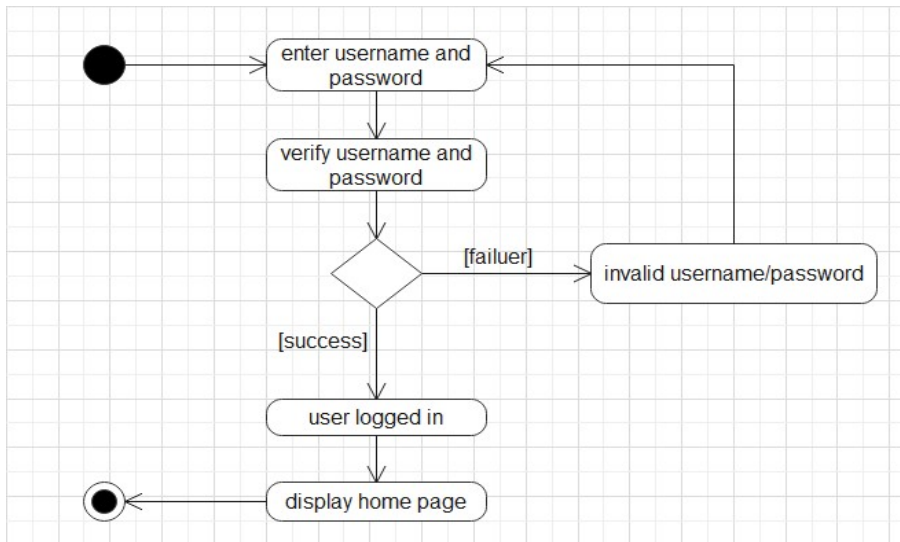 enter username and
password
verify username and
password
[failuer]
invalid username/password
[success]
user logged in
display home page